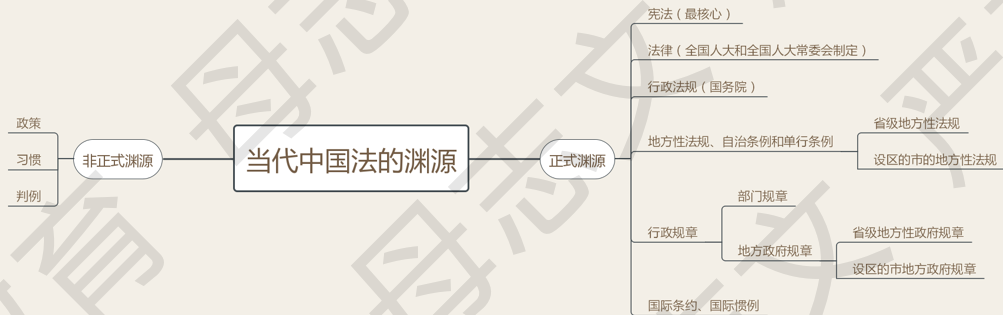 当代中国法的渊源
非正式渊源
政策
习惯
判例
正式渊源
宪法（最核心）
法律（全国人大和全国人大常委会制定）
行政法规（国务院）
地方性法规、自治条例和单行条例
省级地方性法规
设区的市的地方性法规
行政规章
部门规章
地方政府规章
省级地方性政府规章
设区的市地方政府规章
国际条约、国际惯例